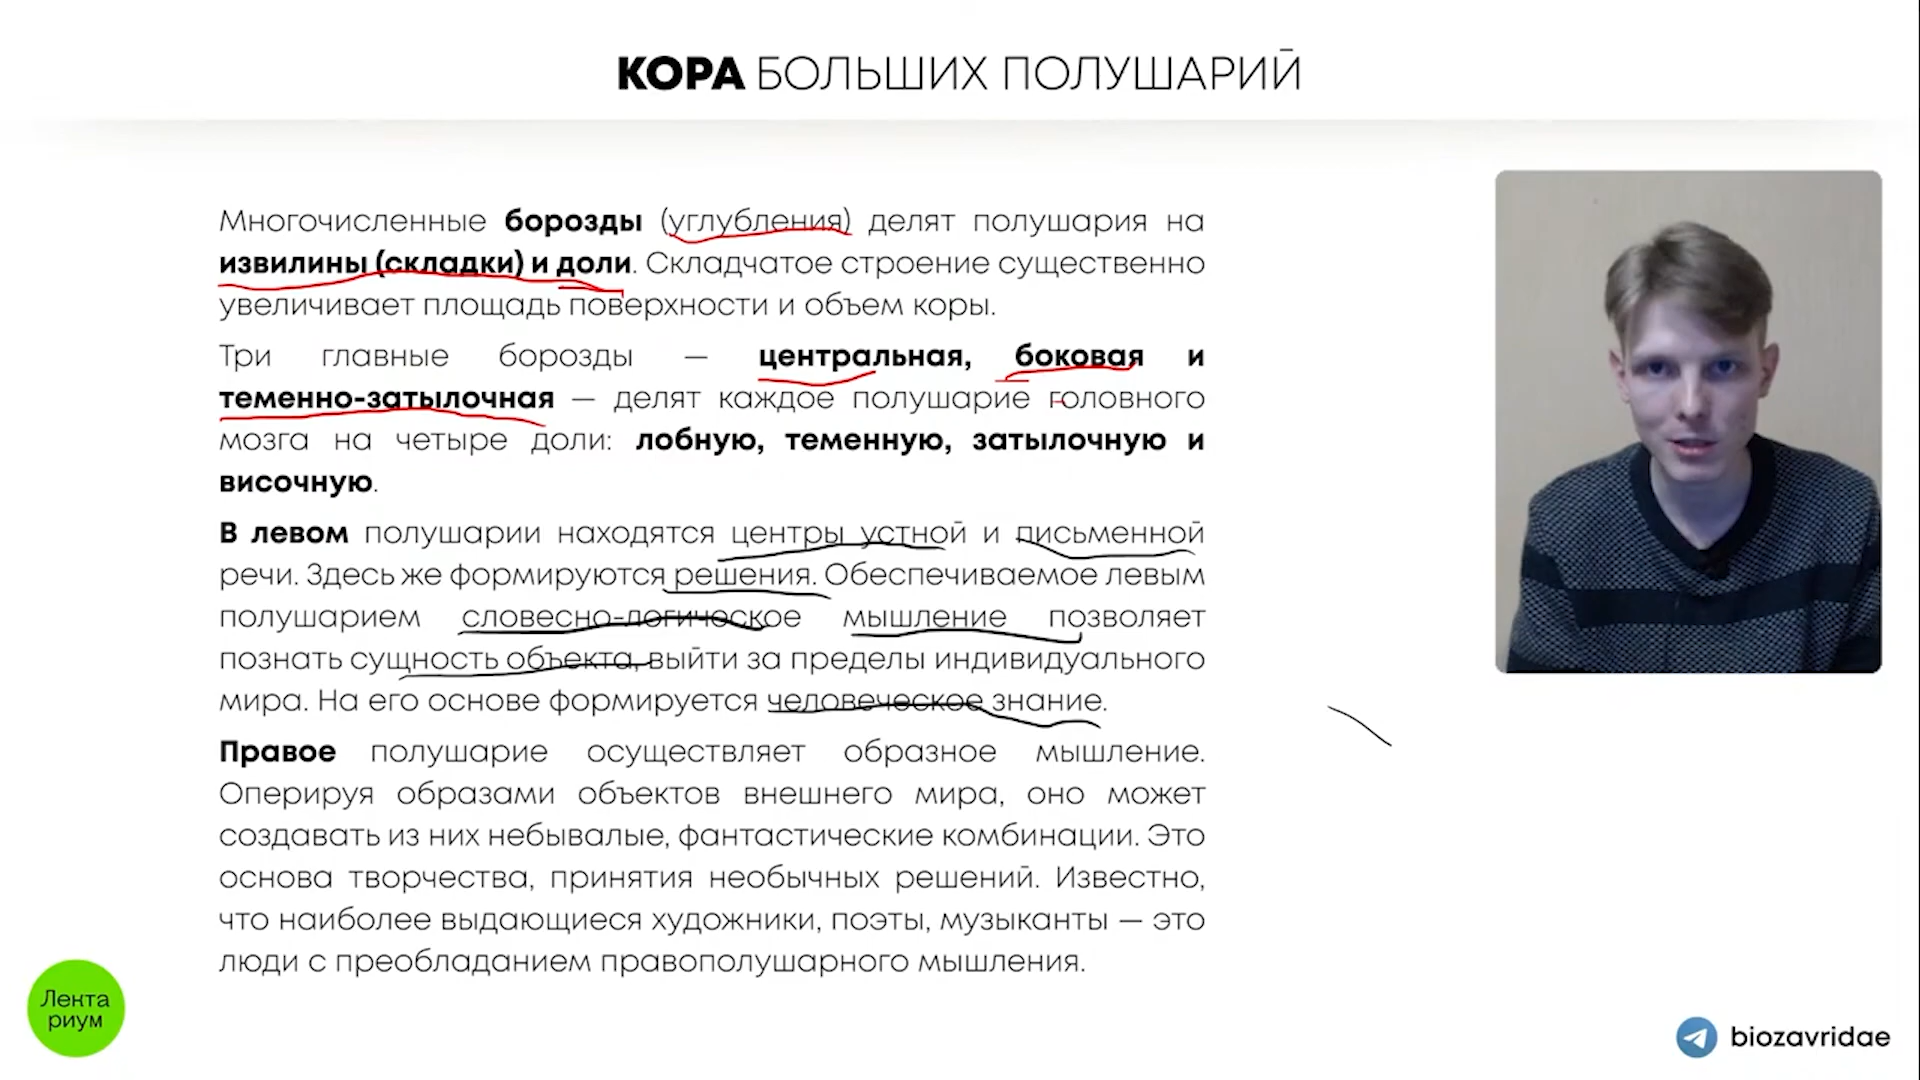 КОРА БОЛЬШИХ ПОЛУШАРИЙ
Многочисленные борозды (углубления) делят полушария на
извилины (складки) и доли. Складчатое строение существенно
увеличивает площадь поверхности и объем коры.
Три главные борозды — центральная, боковая и
теменно-затылочная — делят каждое полушарие головного
мозга на четыре доли: лобную, теменную, затылочную и
височную.
В левом полушарии находятся центры устной и письменной
речи. Здесь же формируются решения. Обеспечиваемое левым
полушарием словесно-логическое мышление позволяет
познать сущность объекта, выйти за пределы индивидуального
мира. На его основе формируется человеческое знание.
Правое полушарие осуществляет образное мышление.
Оперируя образами объектов внешнего мира, оно может
создавать из них небывалые, фантастические комбинации. Это
основа творчества, принятия необычных решений. Известно,
что наиболее выдающиеся художники, поэты, музыканты — это
люди с преобладанием правополушарного мышления.
Лента
риум
biozavridae